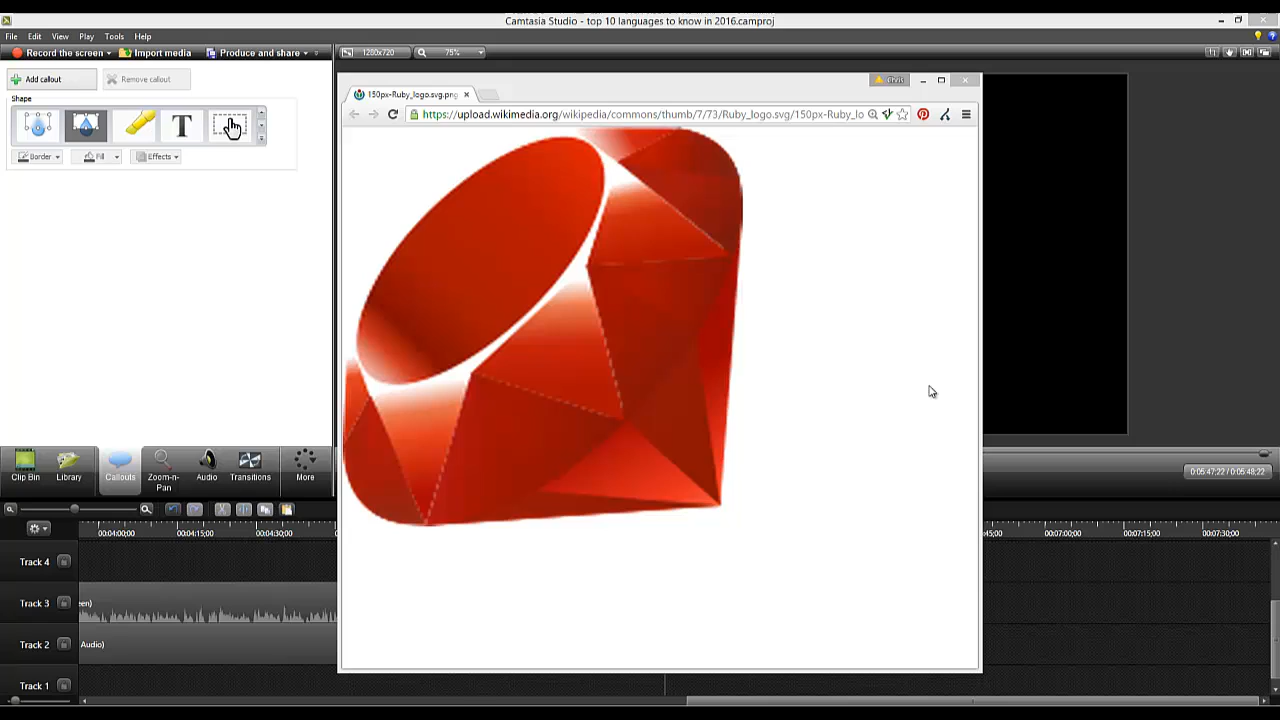 Camtasia Studio - top 10 languages to know in 2016.camproj
File Edit View Play Tools Help
Record the screen Import media Produce and share
1280x720 75%
Add callout Remove callout
Chris
Shape
150px-Ruby_logo.svg.png
https://upload.wikimedia.org/wikipedia/commons/thumb/7/73/Ruby_logo.svg/150px-Ruby_lo
T
Border Fill Effects
Clip Bin Library Callouts Zoom-n-Pan Audio Transitions More
0:05:47;22 / 0:05:48;22
00:04:00;00 00:04:15;00 00:04:30;00 45;00 00:07:00;00 00:07:15;00 00:07:30;00
Track 4
Track 3 een)
Track 2 Audio)
Track 1